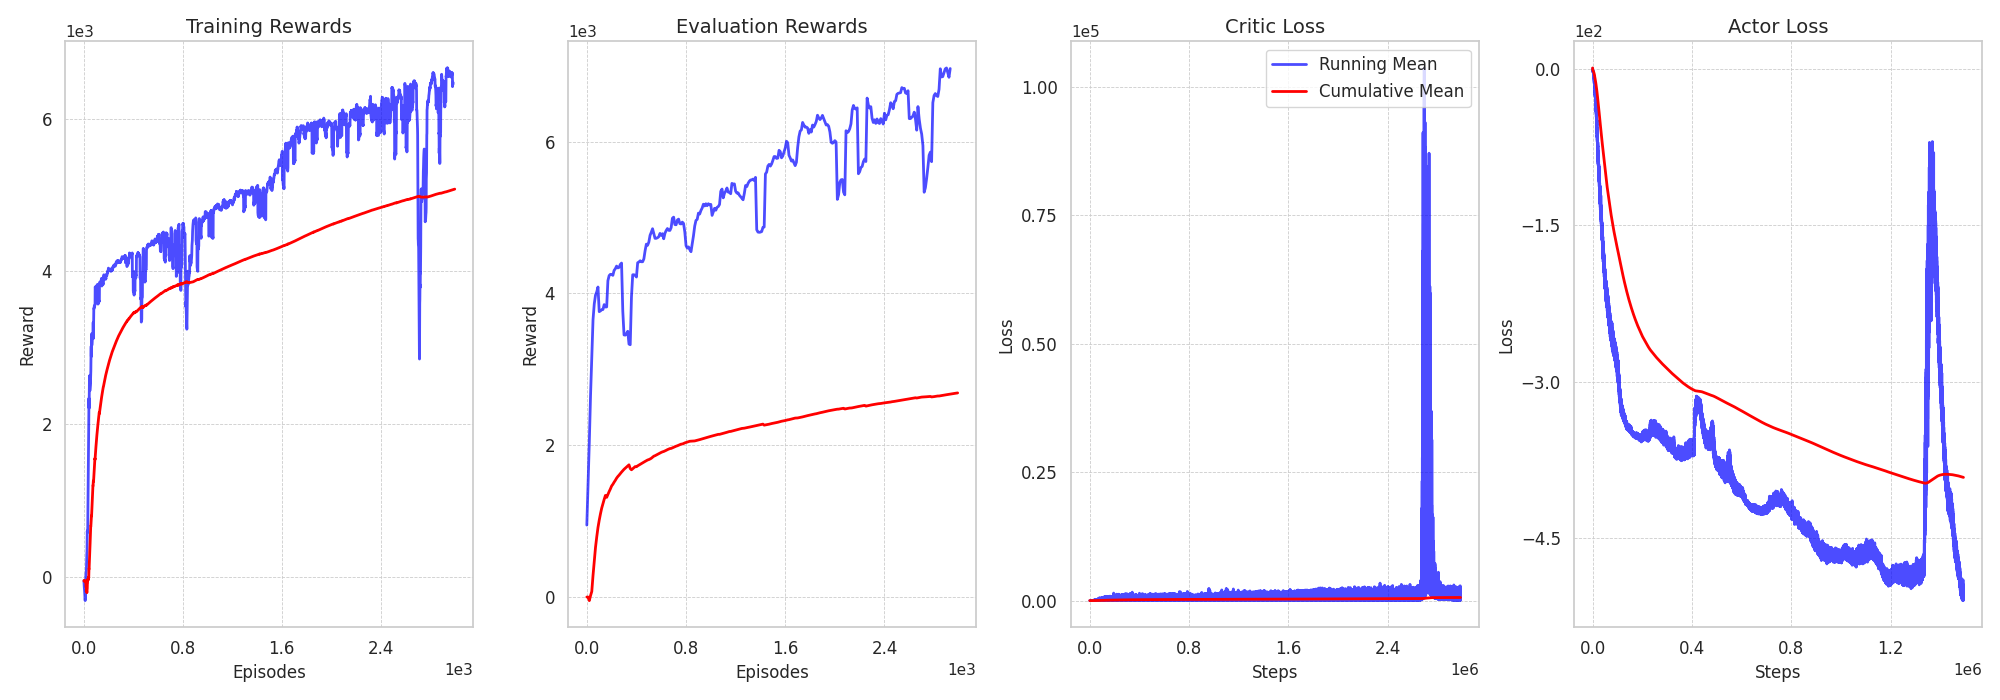 Training Rewards
1e3
6
4
2
0
Reward
0.0 0.8 1.6 2.4
Episodes
1e3
Evaluation Rewards
1e3
6
4
2
0
Reward
0.0 0.8 1.6 2.4
Episodes
1e3
Critic Loss
1e5
Running Mean
Cumulative Mean
1.00
0.75
0.50
0.25
0.00
Loss
0.0 0.8 1.6 2.4
Steps
1e6
Actor Loss
1e2
0.0
−1.5
−3.0
−4.5
Loss
0.0 0.4 0.8 1.2
Steps
1e6